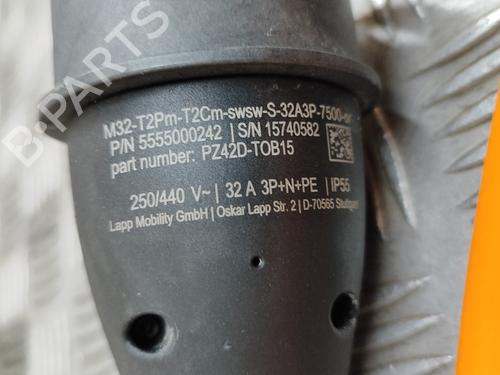 B-PARTS
M32-T2Pm-T2Cm-swsw-S-32A3P-7500-or
P/N 5555000242 | S/N 15740582
part number: PZ42D-TOB15
250/440 V~ | 32 A 3P+N+PE | IP55
Lapp Mobility GmbH | Oskar Lapp Str. 2 | D-70565 Stuttgart